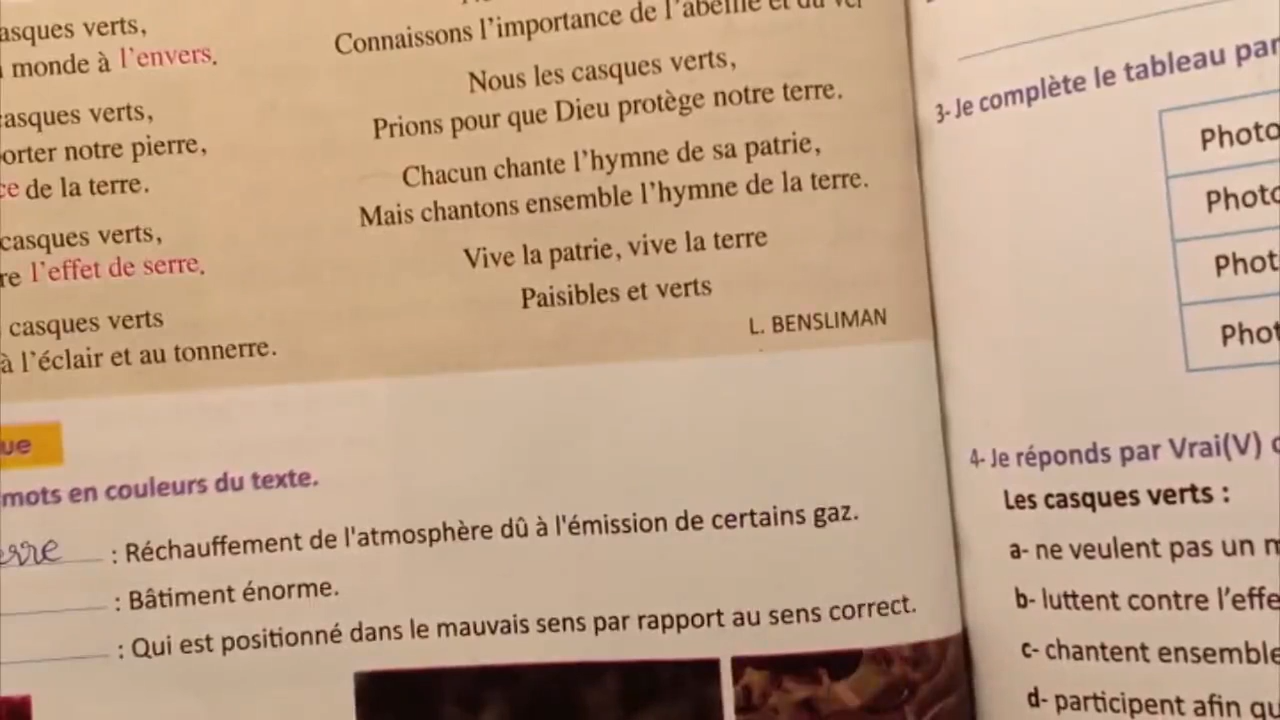 asques verts,
monde à l'envers.
asques verts,
orter notre pierre,
ce de la terre.
casques verts,
re l'effet de serre.
casques verts
à l'éclair et au tonnerre.
Connaissons l'importance de l'abeille et du ver
Nous les casques verts,
Prions pour que Dieu protège notre terre.
Chacun chante l'hymne de sa patrie,
Mais chantons ensemble l'hymne de la terre.
Vive la patrie, vive la terre
Paisibles et verts
L. BENSLIMAN
ue
mots en couleurs du texte.
erre : Réchauffement de l'atmosphère dû à l'émission de certains gaz.
: Bâtiment énorme.
: Qui est positionné dans le mauvais sens par rapport au sens correct.
3- Je complète le tableau par
Photo
Photo
Phot
Phot
4- Je réponds par Vrai(V) o
Les casques verts :
a- ne veulent pas un m
b- luttent contre l'effe
c- chantent ensemble
d- participent afin qu